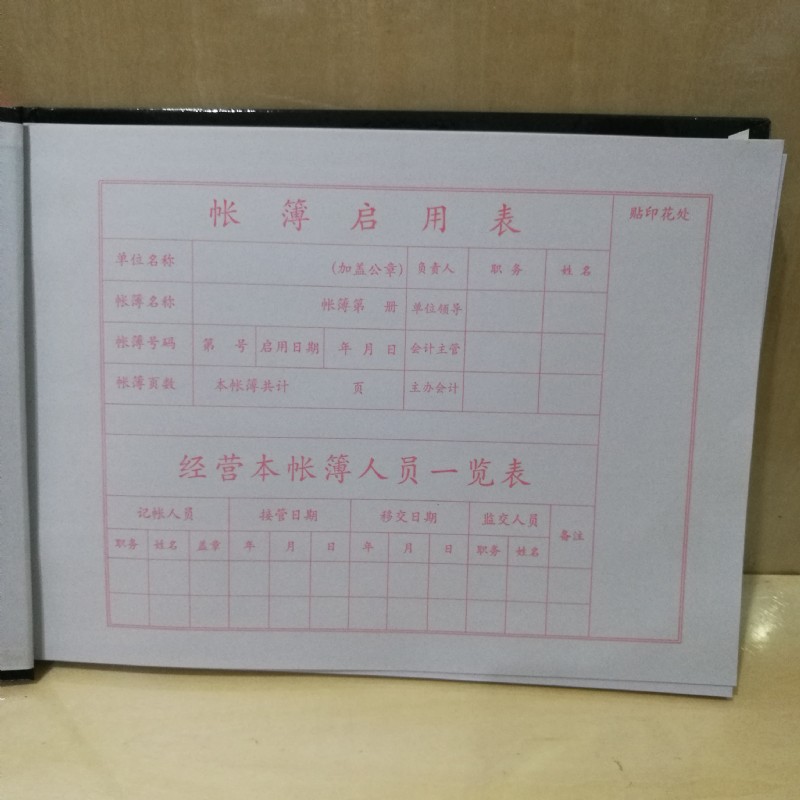 帐簿启用表
贴印花处
单位名称 (加盖公章) 负责人 职务 姓名
帐簿名称 帐簿第 册 单位领导
帐簿号码 第 号 启用日期 年 月 日 会计主管
帐簿页数 本帐簿共计 页 主办会计
经营本帐簿人员一览表
记帐人员 接管日期 移交日期 监交人员 备注
职务 姓名 盖章 年 月 日 年 月 日 职务 姓名